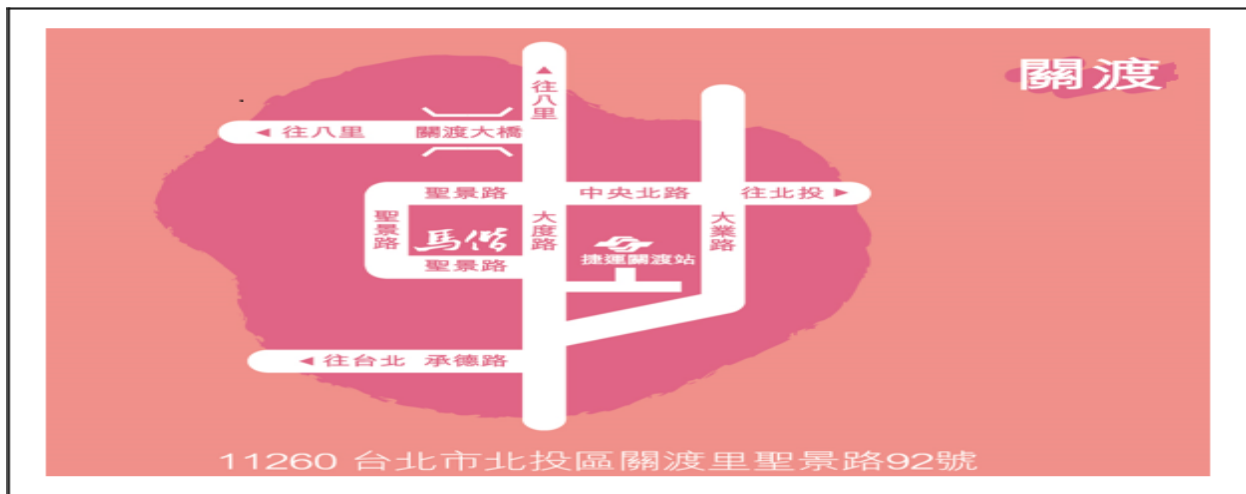 關渡
▲往八里
◄往八里 關渡大橋
聖景路
中央北路
往北投►
聖景路
馬偕
大度路
捷運關渡站
大業路
聖景路
◄往台北 承德路
11260 台北市北投區關渡里聖景路92號